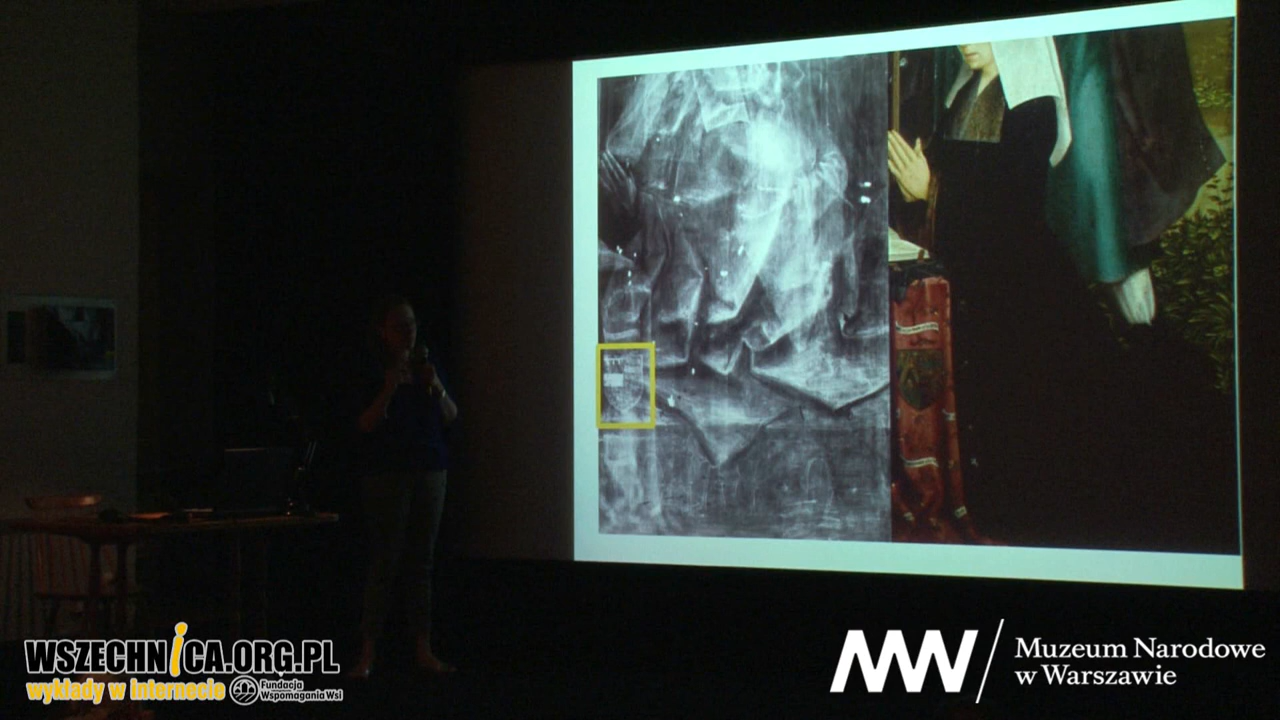 WSZECHNiCA.ORG.PL
wykłady w internecie
Fundacja
Wspomagania Wsi
Muzeum Narodowe
w Warszawie